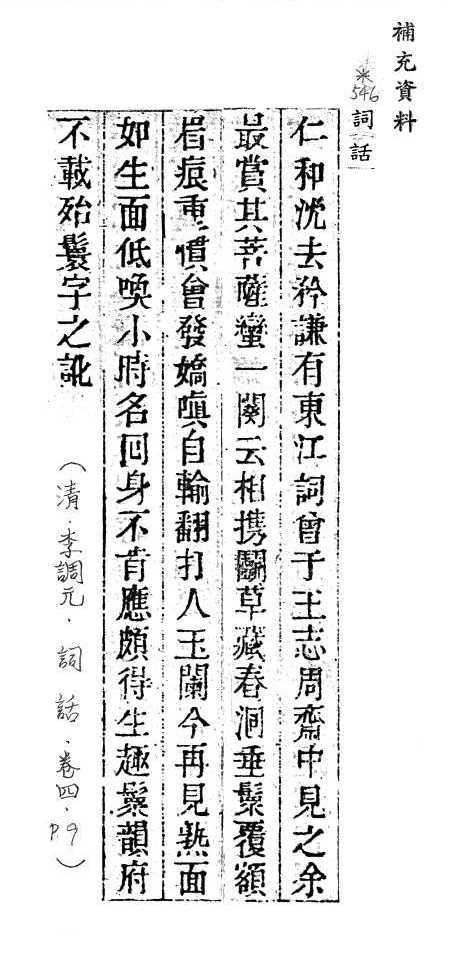 補充資料
※546 詞話
仁和沈去矜謙有東江詞曾于王志周齋中見之余
最賞其菩薩蠻一闋云相携鬭草藏春洞垂鬟覆額
眉痕重慣會發嬌嗔自輸翻打人玉闌今再見熟面
如生面低喚小時名回身不肯應頗得生趣鬟韻府
不載殆鬟字之訛
(清.李調元.詞話.卷四.P.9)